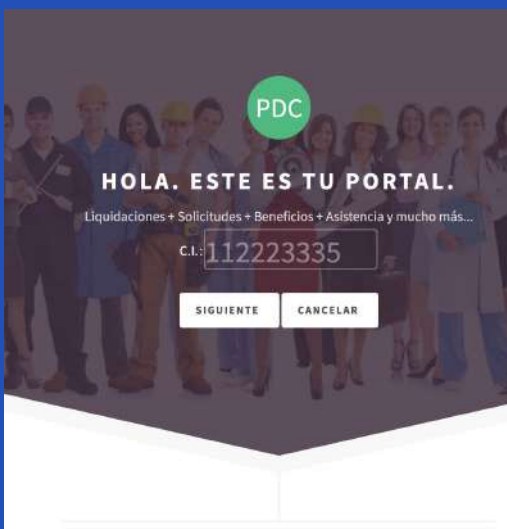 PDC
HOLA. ESTE ES TU PORTAL.
Liquidaciones + Solicitudes + Beneficios + Asistencia y mucho más...
C.I.: 112223335
SIGUIENTE CANCELAR